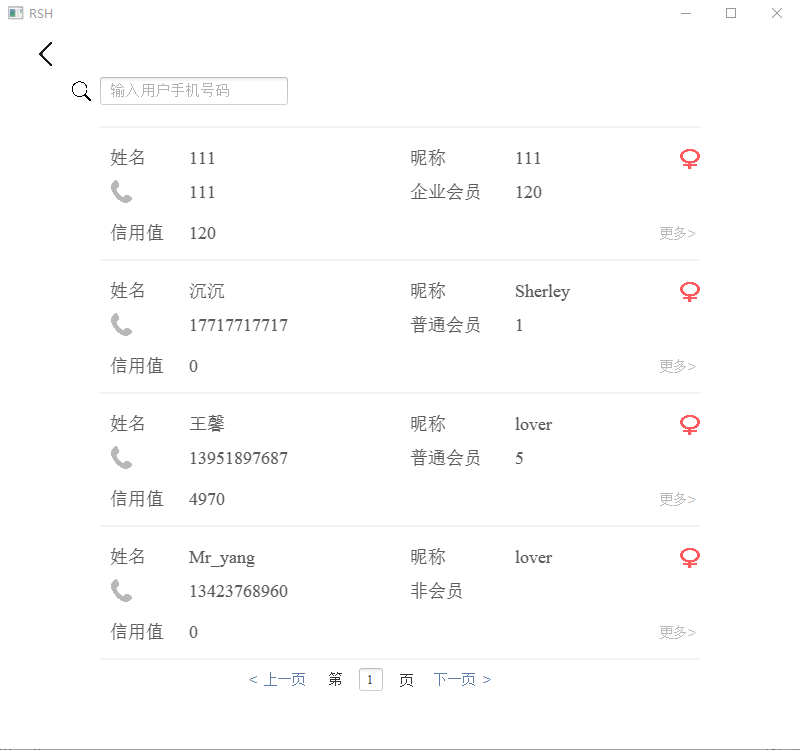 RSH
输入用户手机号码
姓名 111 昵称 111
111 企业会员 120
信用值 120 更多>
姓名 沉沉 昵称 Sherley
17717717717 普通会员 1
信用值 0 更多>
姓名 王馨 昵称 lover
13951897687 普通会员 5
信用值 4970 更多>
姓名 Mr_yang 昵称 lover
13423768960 非会员
信用值 0 更多>
< 上一页 第 1 页 下一页 >